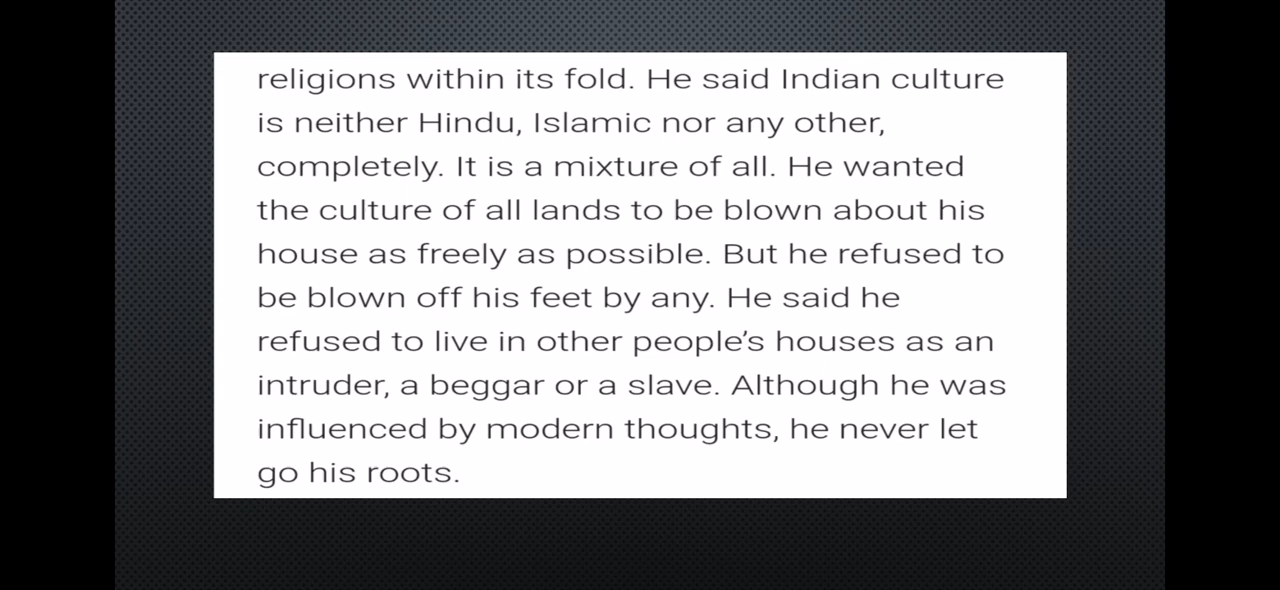 religions within its fold. He said Indian culture
is neither Hindu, Islamic nor any other,
completely. It is a mixture of all. He wanted
the culture of all lands to be blown about his
house as freely as possible. But he refused to
be blown off his feet by any. He said he
refused to live in other people’s houses as an
intruder, a beggar or a slave. Although he was
influenced by modern thoughts, he never let
go his roots.